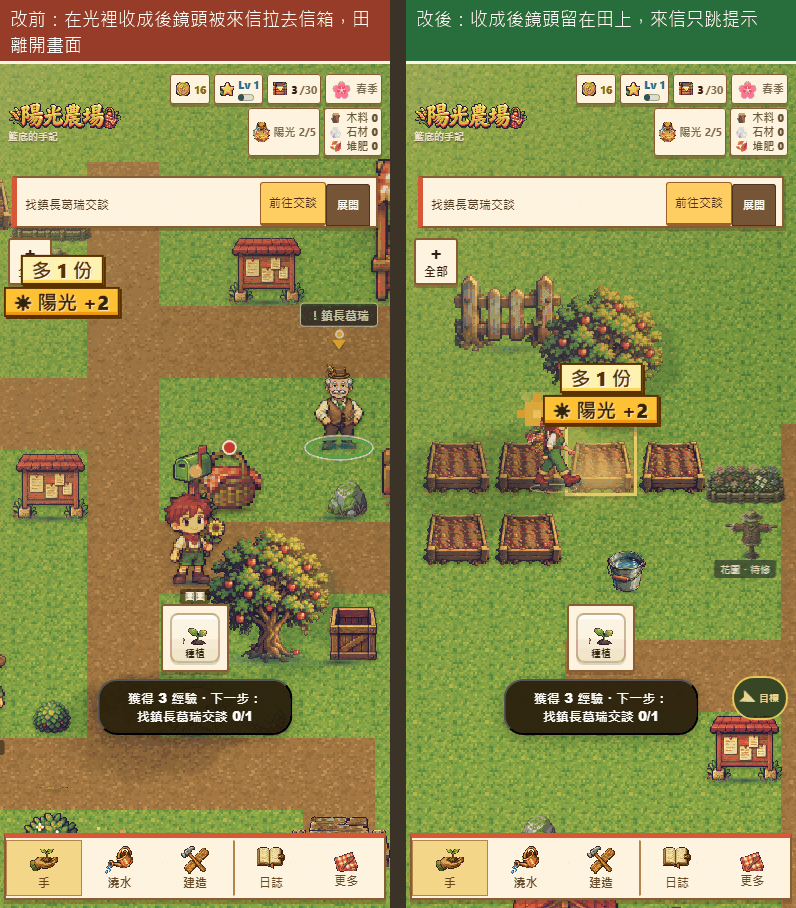 改前：在光裡收成後鏡頭被來信拉去信箱，田
離開畫面
16
Lv 1
3/30
春季
陽光農場
籃底的手記
陽光 2/5
木料 0
石材 0
堆肥 0
找鎮長葛瑞交談
前往交談
展開
+
多 1 份
陽光 +2
！鎮長葛瑞
種植
獲得 3 經驗・下一步：
找鎮長葛瑞交談 0/1
手
澆水
建造
日誌
更多
改後：收成後鏡頭留在田上，來信只跳提示
16
Lv 1
3/30
春季
陽光農場
籃底的手記
陽光 2/5
木料 0
石材 0
堆肥 0
找鎮長葛瑞交談
前往交談
展開
+
全部
多 1 份
陽光 +2
花圃・待修
種植
目標
獲得 3 經驗・下一步：
找鎮長葛瑞交談 0/1
手
澆水
建造
日誌
更多